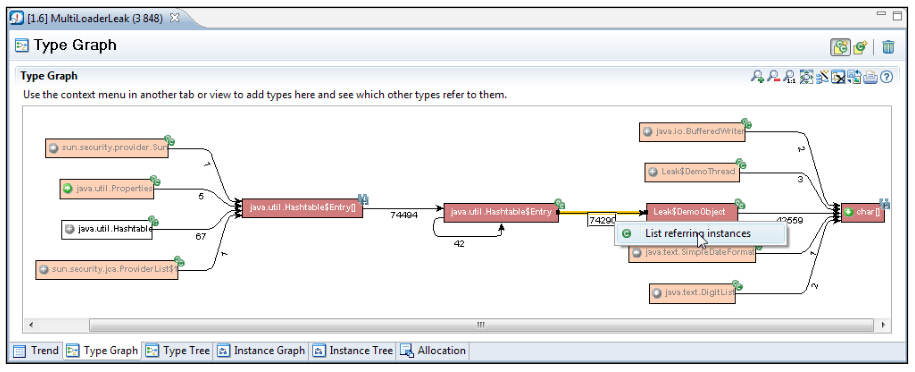 [1.6] MultiLoaderLeak (3 848)
Type Graph
Type Graph
Use the context menu in another tab or view to add types here and see which other types refer to them.
java.io.BufferedWriter
sun.security.provider.Sun
2
Leak$DemoThread
3
java.util.Properties
5
java.util.Hashtable$Entry[]
74494
java.util.Hashtable$Entry
74290
Leak$DemoObject
42559
char[]
java.util.Hashtable
67
42
List referring instances
java.text.SimpleDateFormat
sun.security.jca.ProviderList$1
java.text.DigitList
Trend
Type Graph
Type Tree
Instance Graph
Instance Tree
Allocation